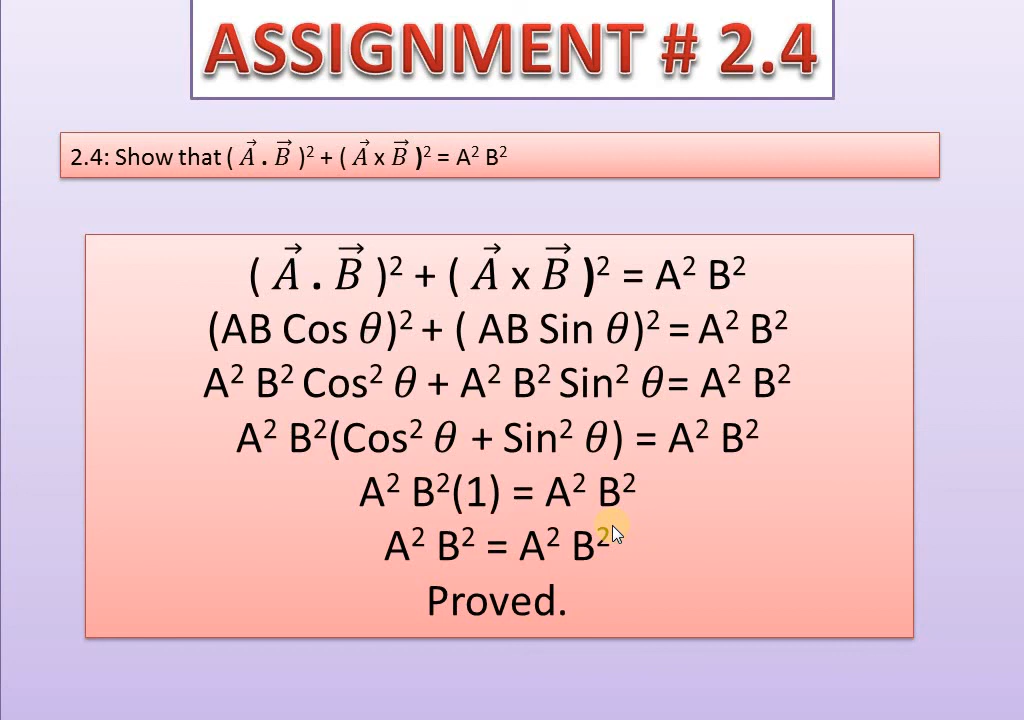 ASSIGNMENT # 2.4
2.4: Show that ( A⃗ . B⃗ )² + ( A⃗ x B⃗ )² = A² B²
( A⃗ . B⃗ )² + ( A⃗ x B⃗ )² = A² B²
(AB Cos θ)² + ( AB Sin θ)² = A² B²
A² B² Cos² θ + A² B² Sin² θ = A² B²
A² B²(Cos² θ + Sin² θ) = A² B²
A² B²(1) = A² B²
A² B² = A² B²
Proved.